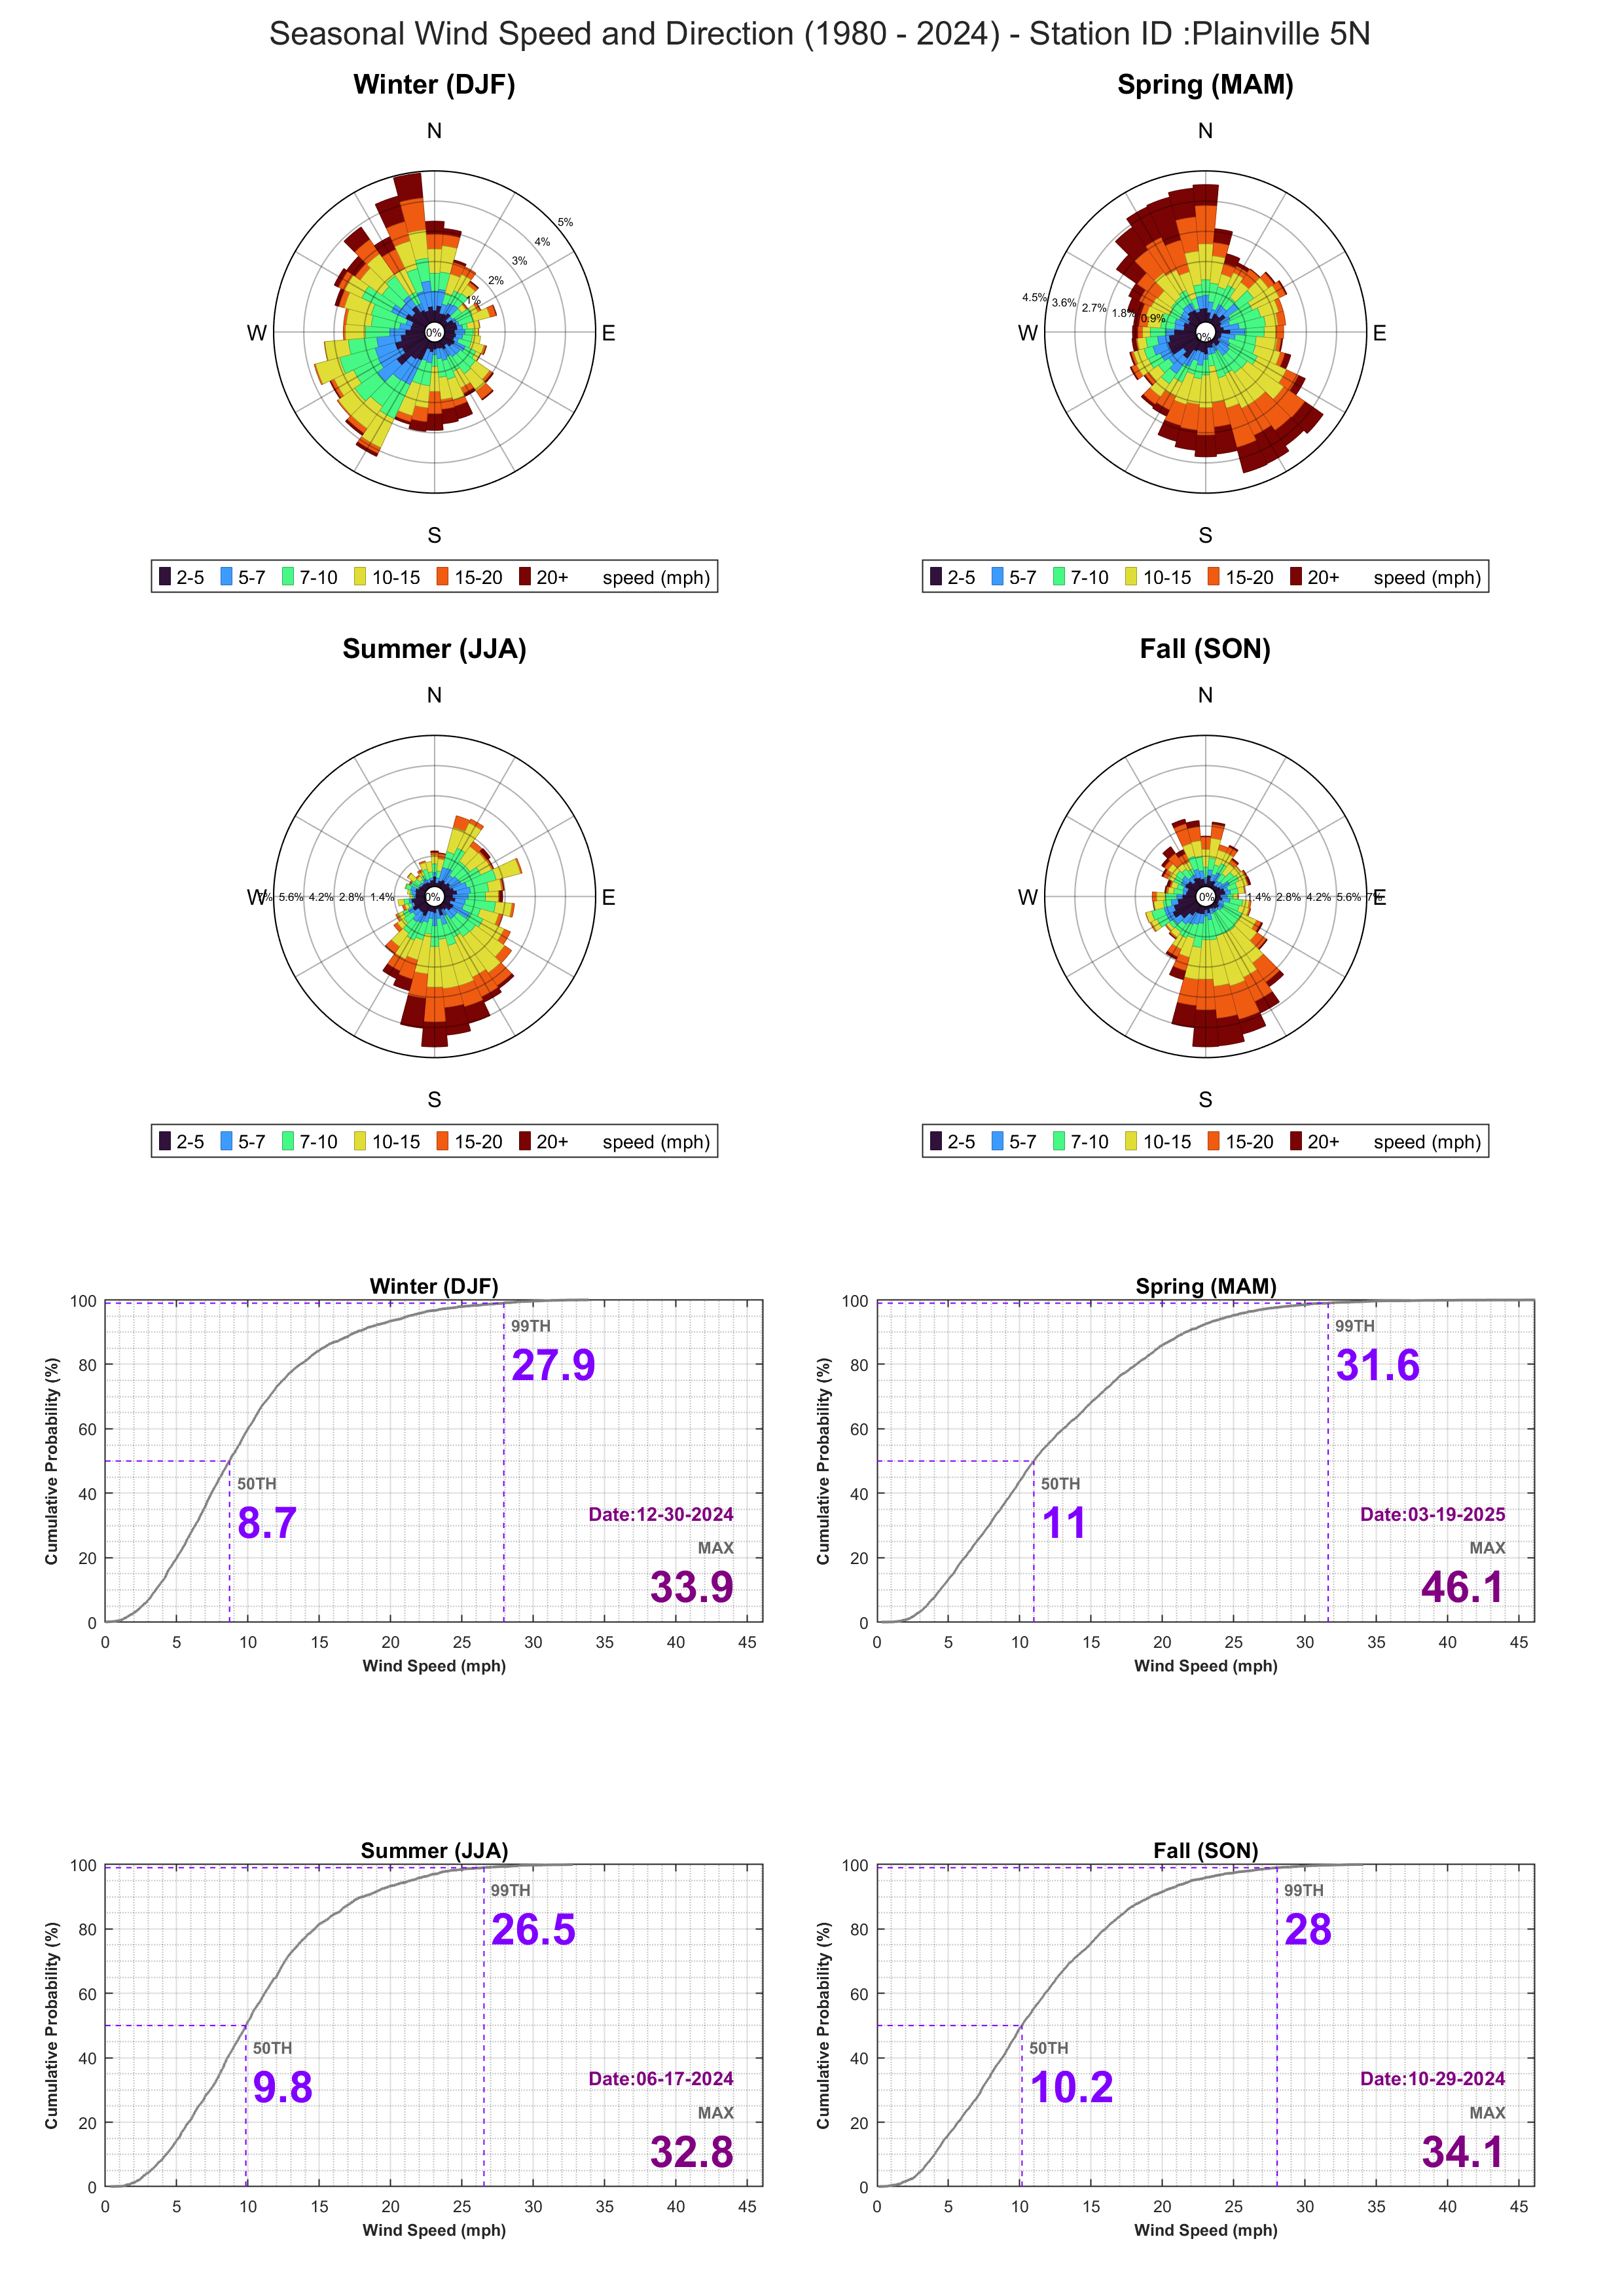 Seasonal Wind Speed and Direction (1980 - 2024) - Station ID :Plainville 5N
Winter (DJF)
N
5%
4%
3%
2%
1%
0%
W
E
S
2-5 5-7 7-10 10-15 15-20 20+ speed (mph)
Spring (MAM)
N
4.5% 3.6% 2.7% 1.8% 0.9%
0%
W
E
S
2-5 5-7 7-10 10-15 15-20 20+ speed (mph)
Summer (JJA)
N
W 5.6% 4.2% 2.8% 1.4% 0% E
S
2-5 5-7 7-10 10-15 15-20 20+ speed (mph)
Fall (SON)
N
W 0% 1.4% 2.8% 4.2% 5.6% 7% E
S
2-5 5-7 7-10 10-15 15-20 20+ speed (mph)
Winter (DJF)
100
80
60
40
20
0
Cumulative Probability (%)
99TH
27.9
50TH
8.7
Date:12-30-2024
MAX
33.9
0 5 10 15 20 25 30 35 40 45
Wind Speed (mph)
Spring (MAM)
100
80
60
40
20
0
Cumulative Probability (%)
99TH
31.6
50TH
11
Date:03-19-2025
MAX
46.1
0 5 10 15 20 25 30 35 40 45
Wind Speed (mph)
Summer (JJA)
100
80
60
40
20
0
Cumulative Probability (%)
99TH
26.5
50TH
9.8
Date:06-17-2024
MAX
32.8
0 5 10 15 20 25 30 35 40 45
Wind Speed (mph)
Fall (SON)
100
80
60
40
20
0
Cumulative Probability (%)
99TH
28
50TH
10.2
Date:10-29-2024
MAX
34.1
0 5 10 15 20 25 30 35 40 45
Wind Speed (mph)